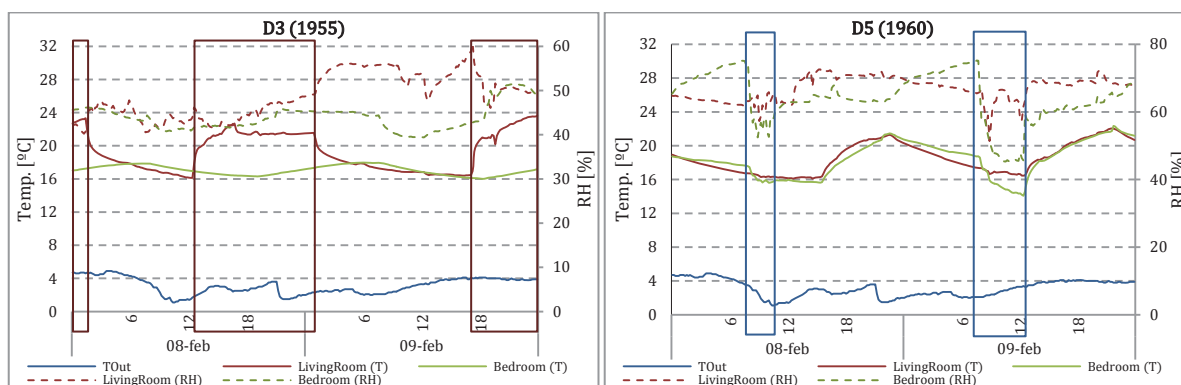 D3 (1955)
Temp. [ºC]
32
28
24
20
16
12
8
4
0
60
50
40
30
20
10
0
RH [%]
6
12
18
6
12
18
08-feb
09-feb
TOut
LivingRoom (T)
Bedroom (T)
LivingRoom (RH)
Bedroom (RH)
D5 (1960)
Temp. [ºC]
32
28
24
20
16
12
8
4
0
80
60
40
20
0
RH [%]
6
12
18
6
12
18
08-feb
09-feb
TOut
LivingRoom (T)
Bedroom (T)
LivingRoom (RH)
Bedroom (RH)